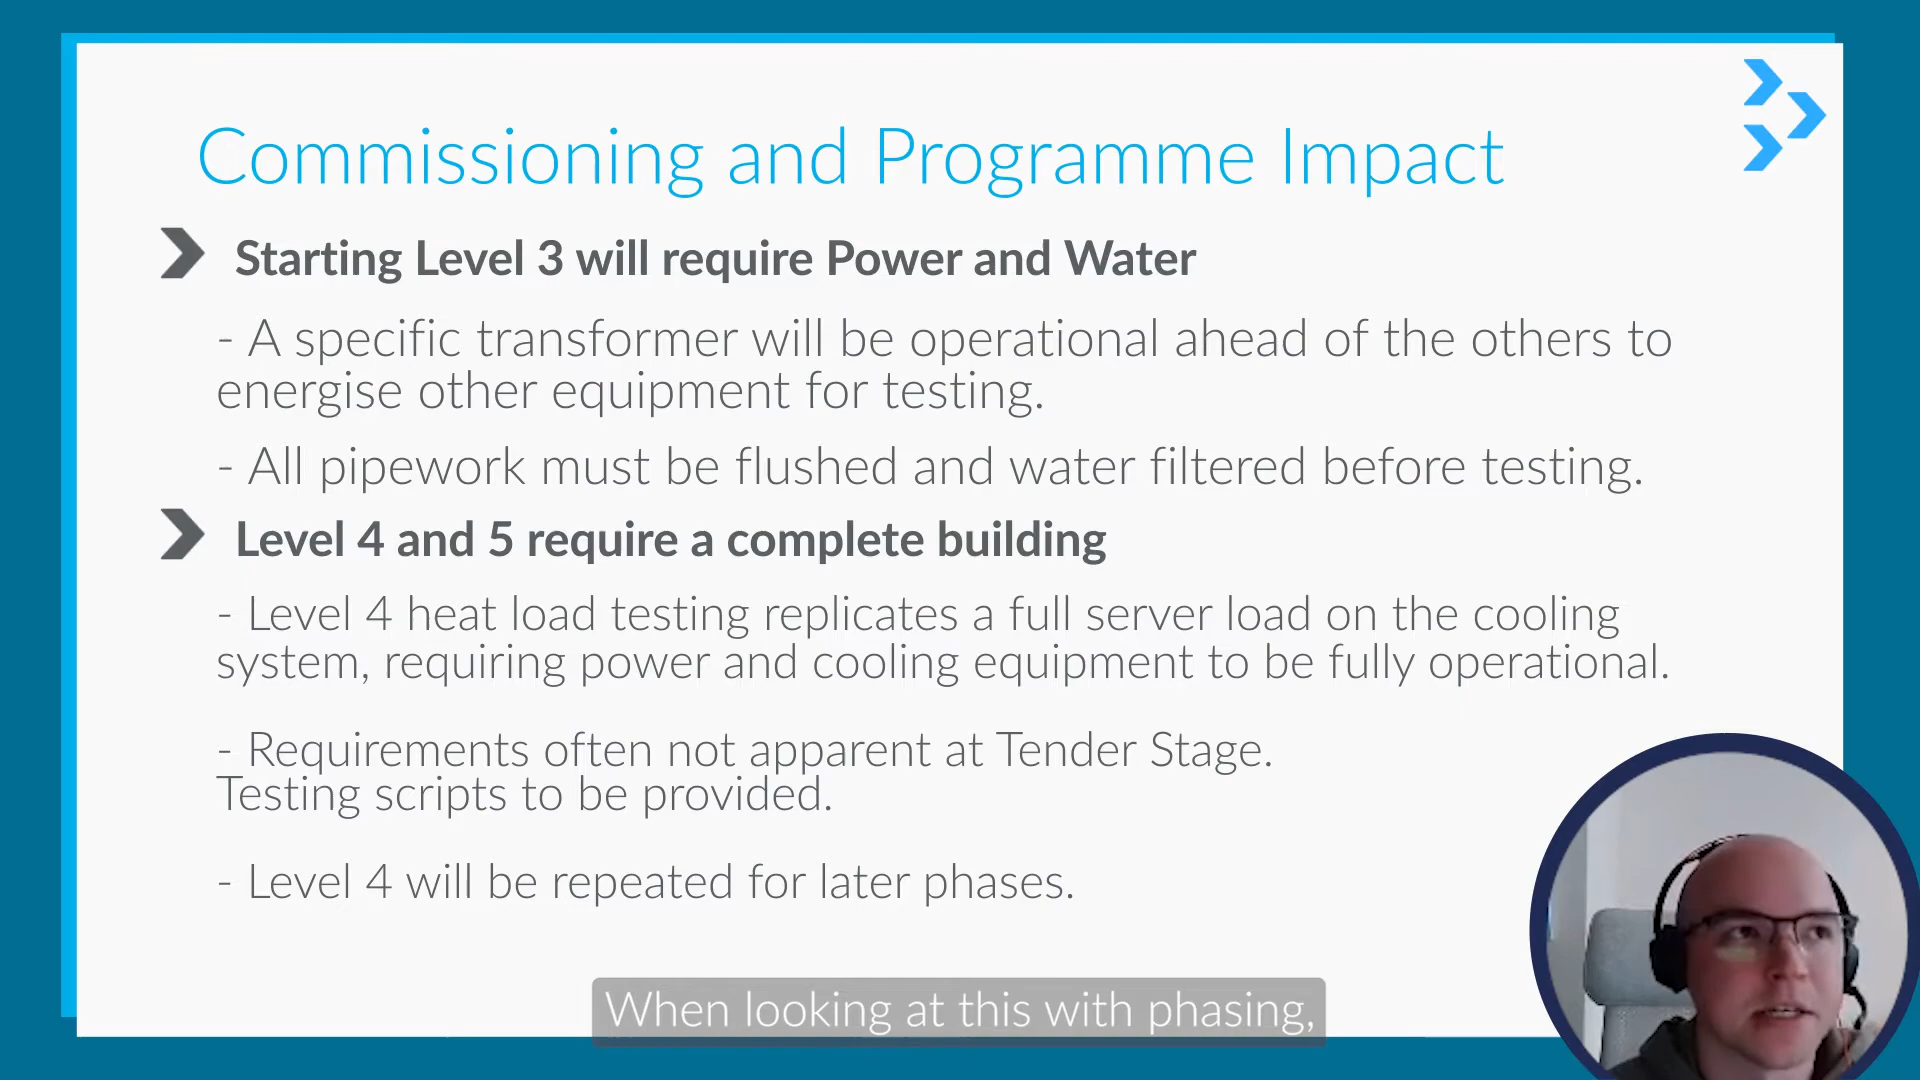 Commissioning and Programme Impact
Starting Level 3 will require Power and Water
- A specific transformer will be operational ahead of the others to
energise other equipment for testing.
- All pipework must be flushed and water filtered before testing.
Level 4 and 5 require a complete building
- Level 4 heat load testing replicates a full server load on the cooling
system, requiring power and cooling equipment to be fully operational.
- Requirements often not apparent at Tender Stage.
Testing scripts to be provided.
- Level 4 will be repeated for later phases.
When looking at this with phasing,